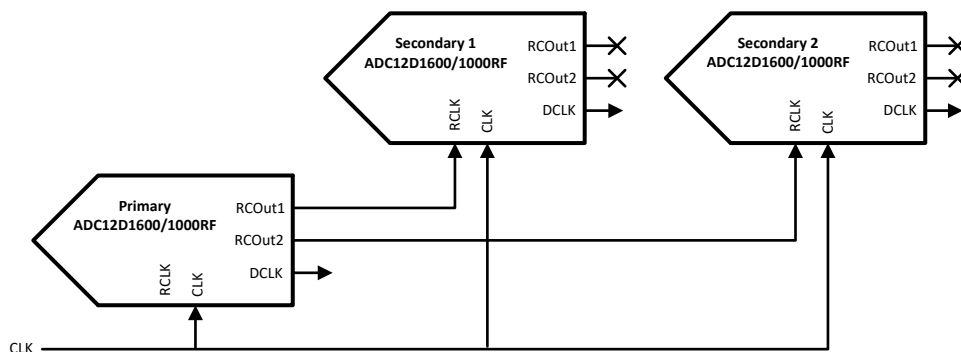 Secondary 1
ADC12D1600/1000RF
RCOut1
RCOut2
DCLK
RCLK
CLK
Secondary 2
ADC12D1600/1000RF
RCOut1
RCOut2
DCLK
RCLK
CLK
Primary
ADC12D1600/1000RF
RCOut1
RCOut2
DCLK
RCLK
CLK
CLK